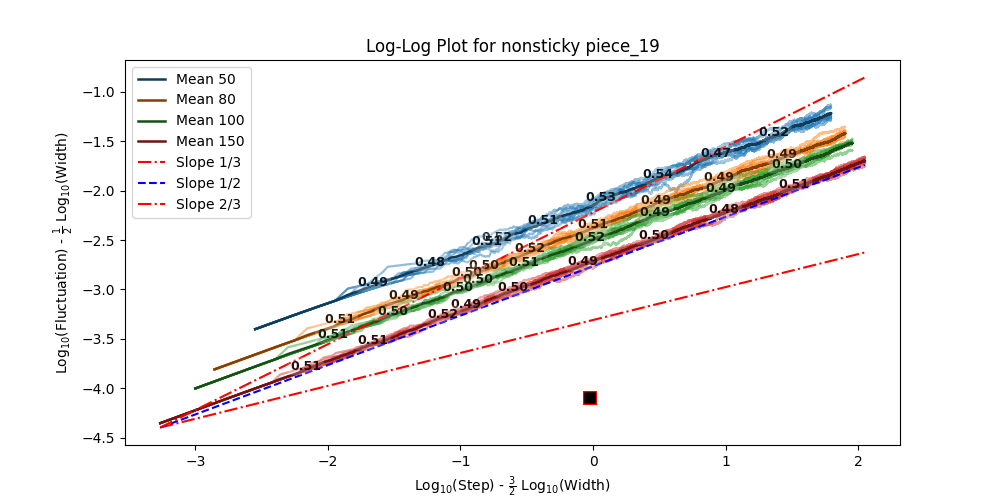 Log-Log Plot for nonsticky piece_19
Mean 50
Mean 80
Mean 100
Mean 150
Slope 1/3
Slope 1/2
Slope 2/3
Log₁₀(Fluctuation) - ½ Log₁₀(Width)
−1.0
−1.5
−2.0
−2.5
−3.0
−3.5
−4.0
−4.5
0.49 0.48 0.51 0.52 0.51 0.53 0.54 0.47 0.52
0.51 0.49 0.50 0.50 0.52 0.51 0.49 0.49 0.49
0.51 0.50 0.50 0.50 0.51 0.52 0.49 0.49 0.50
0.51 0.51 0.52 0.49 0.50 0.49 0.50 0.48 0.51
−3 −2 −1 0 1 2
Log₁₀(Step) - 3/2 Log₁₀(Width)